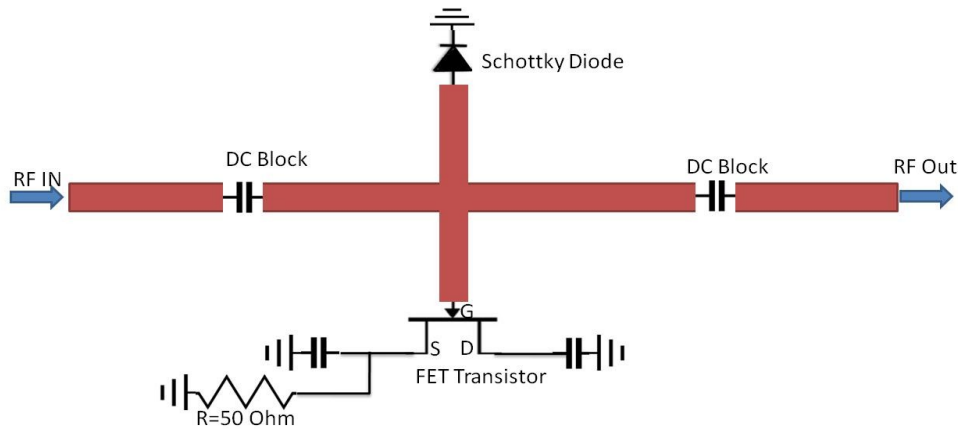 Schottky Diode
DC Block
DC Block
RF IN
RF Out
G
S D
FET Transistor
R=50 Ohm